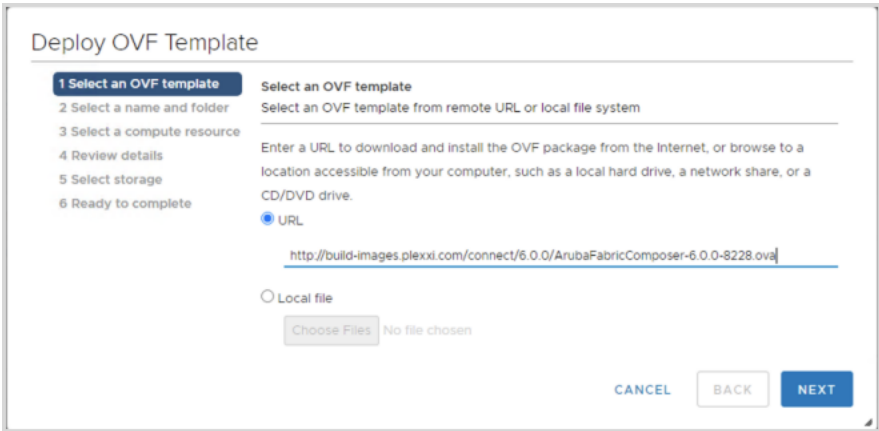 Deploy OVF Template
1 Select an OVF template
2 Select a name and folder
3 Select a compute resource
4 Review details
5 Select storage
6 Ready to complete
Select an OVF template
Select an OVF template from remote URL or local file system
Enter a URL to download and install the OVF package from the Internet, or browse to a
location accessible from your computer, such as a local hard drive, a network share, or a
CD/DVD drive.
URL
http://build-images.plexxi.com/connect/6.0.0/ArubaFabricComposer-6.0.0-8228.ova
Local file
Choose Files No file chosen
CANCEL BACK NEXT